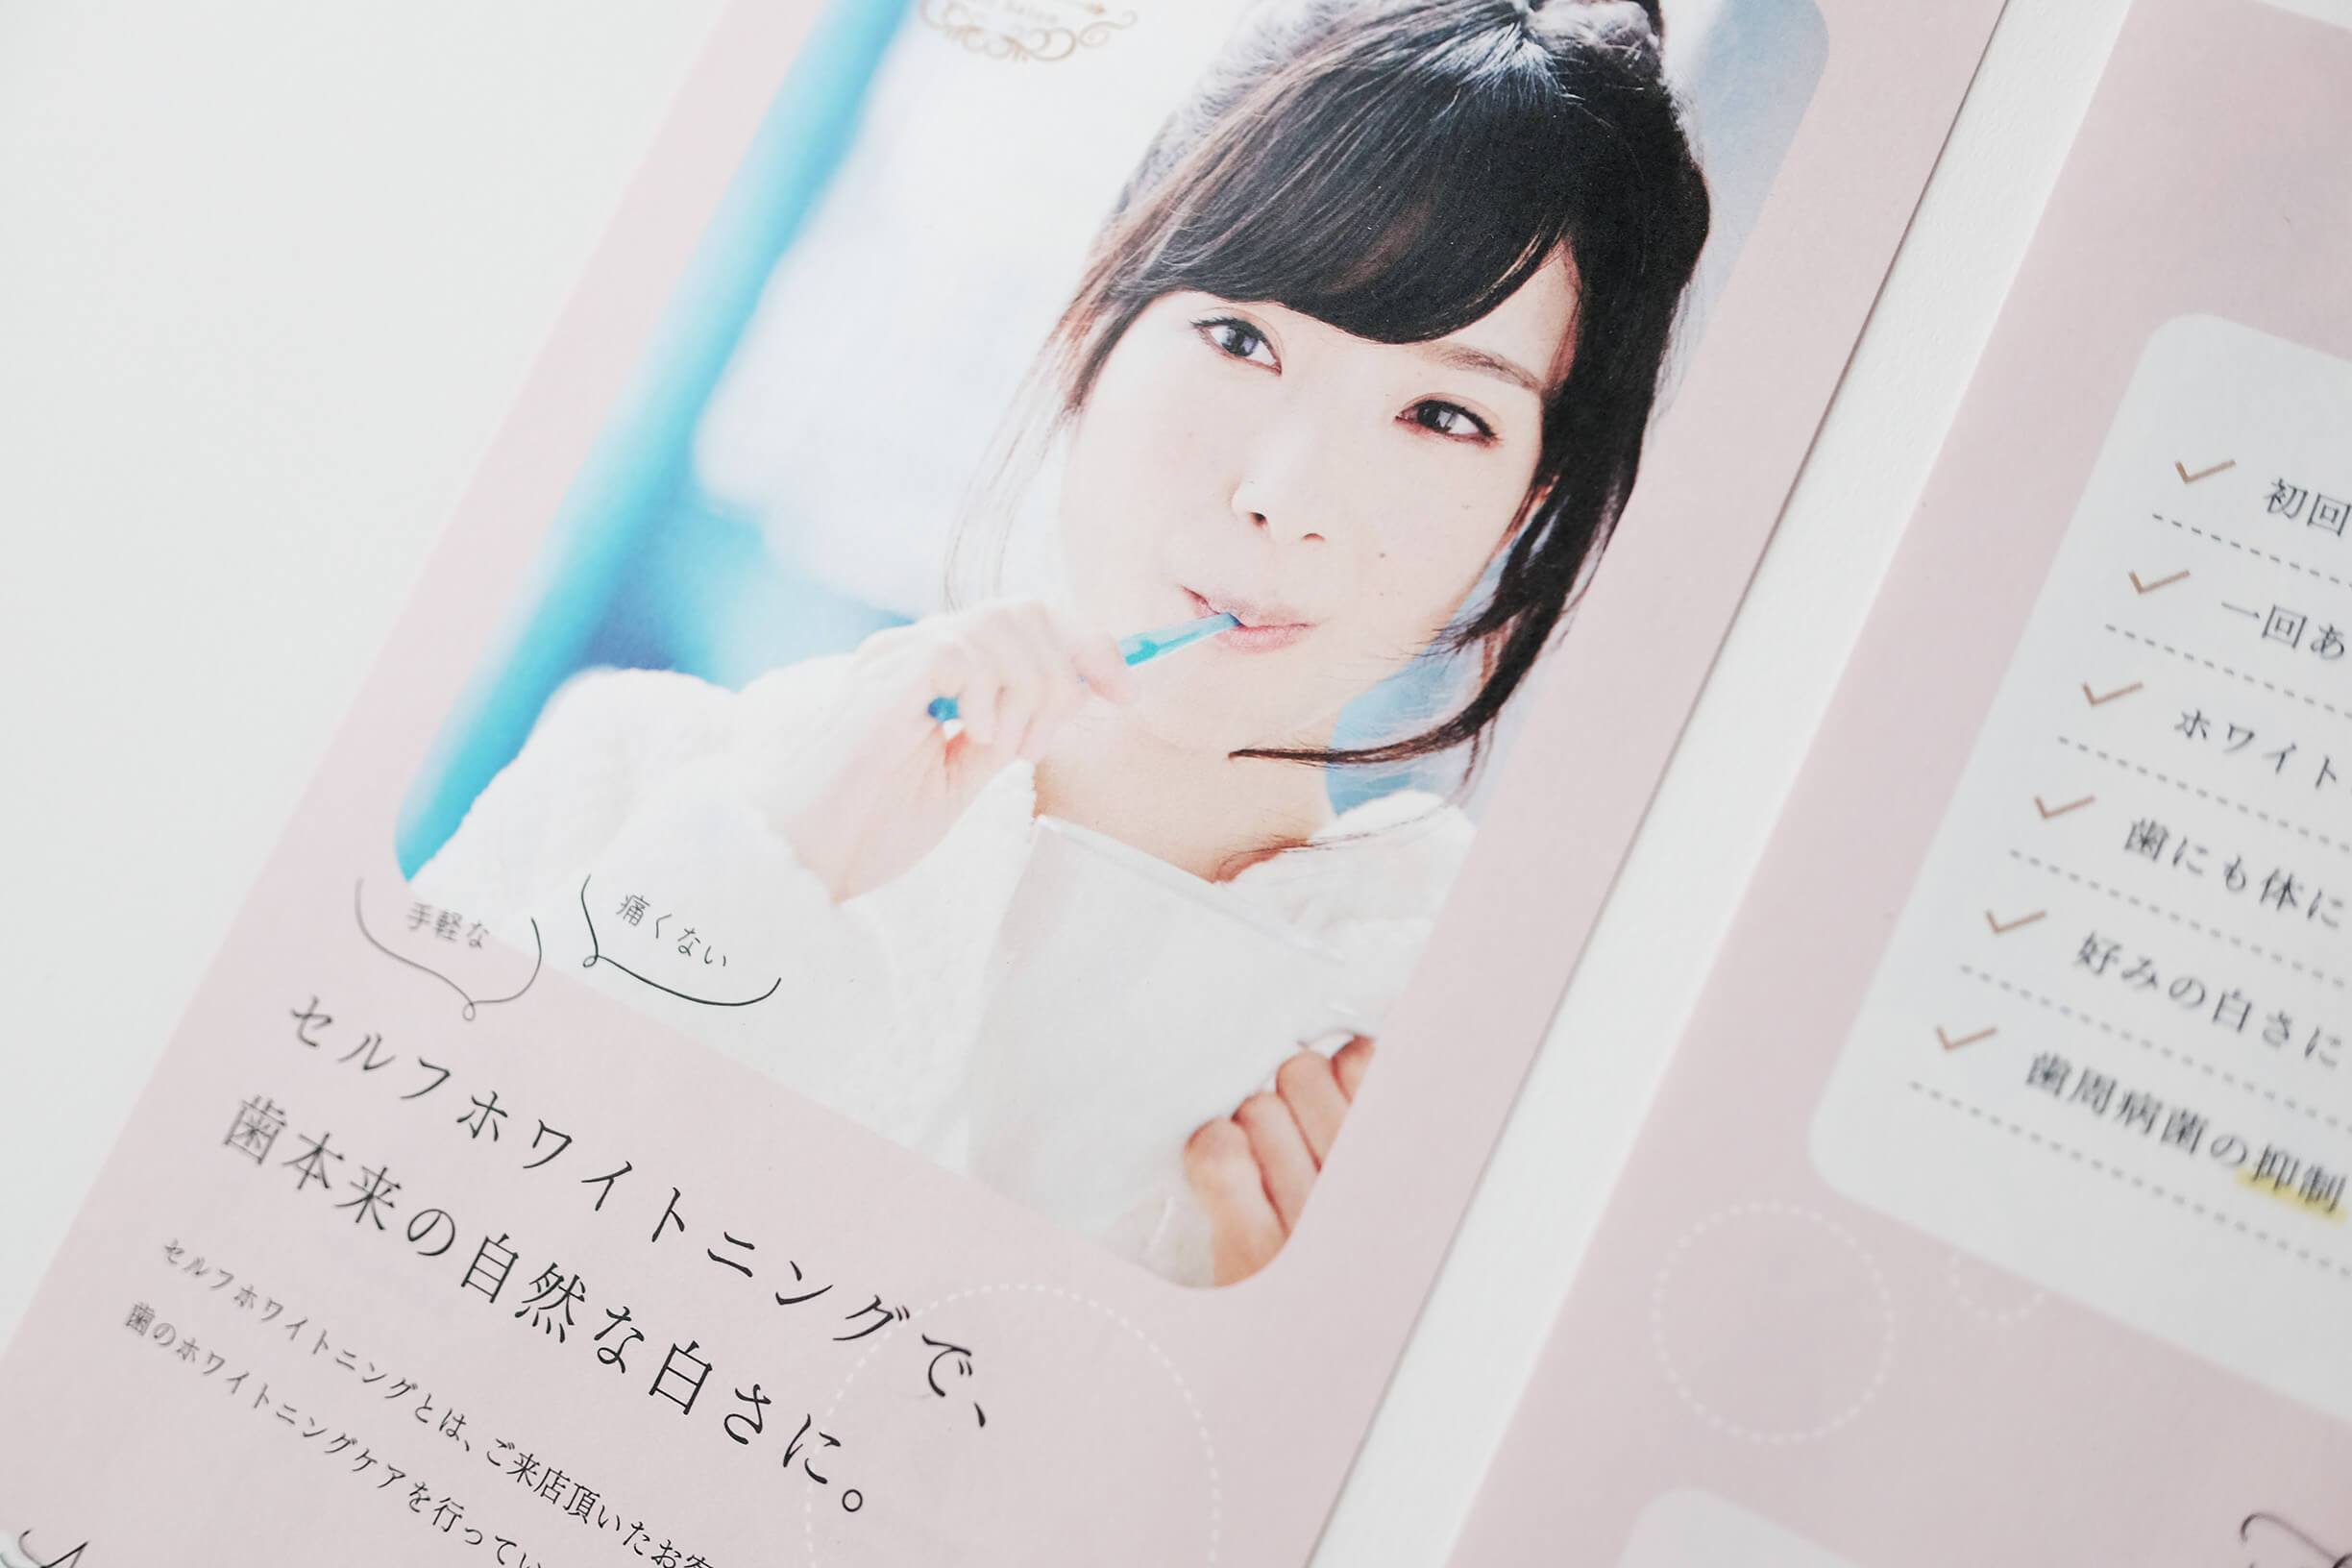 手軽な
痛くない
セルフホワイトニングで、
歯本来の自然な白さに。
セルフホワイトニングとは、ご来店頂いたお客
歯のホワイトニングケアを行ってい
初回
一回あ
ホワイト
歯にも体に
好みの白さに
歯周病菌の抑制